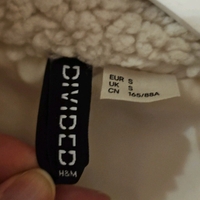 DIVIDED
H&M
EUR S
UK S
CN 165/88A